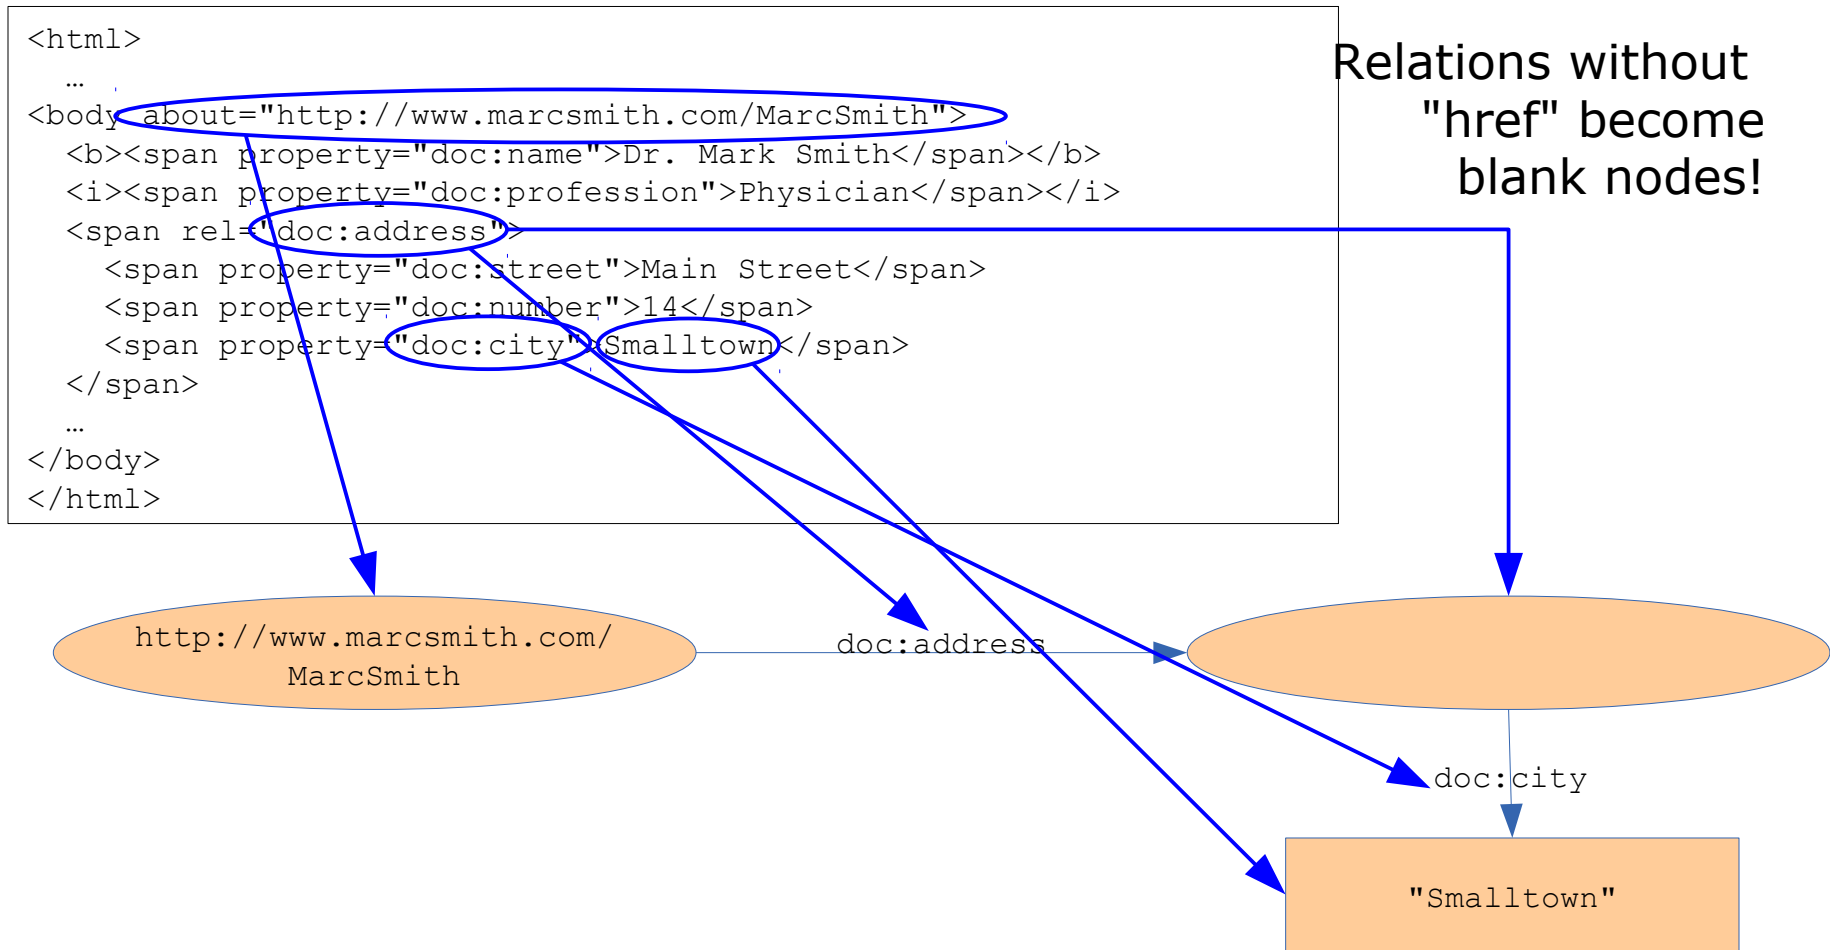 <html>
…
<body about="http://www.marcsmith.com/MarcSmith">
<b><span property="doc:name">Dr. Mark Smith</span></b>
<i><span property="doc:profession">Physician</span></i>
<span rel="doc:address">
<span property="doc:street">Main Street</span>
<span property="doc:number">14</span>
<span property="doc:city">Smalltown</span>
</span>
…
</body>
</html>
Relations without
"href" become
blank nodes!
http://www.marcsmith.com/
MarcSmith
doc:address
doc:city
"Smalltown"